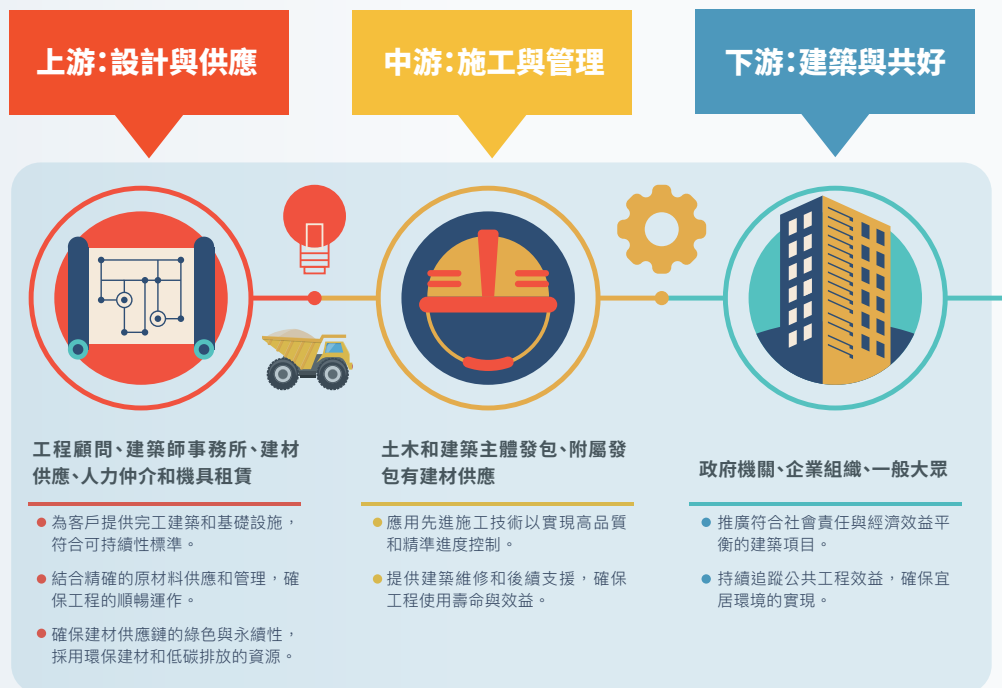 上游：設計與供應
中游：施工與管理
下游：建築與共好
工程顧問、建築師事務所、建材
供應、人力仲介和機具租賃
為客戶提供完工建築和基礎設施，
符合可持續性標準。
結合精確的原材料供應和管理，確
保工程的順暢運作。
確保建材供應鏈的綠色與永續性，
採用環保建材和低碳排放的資源。
土木和建築主體發包、附屬發
包有建材供應
應用先進施工技術以實現高品質
和精準進度控制。
提供建築維修和後續支援，確保
工程使用壽命與效益。
政府機關、企業組織、一般大眾
推廣符合社會責任與經濟效益平
衡的建築項目。
持續追蹤公共工程效益，確保宜
居環境的實現。